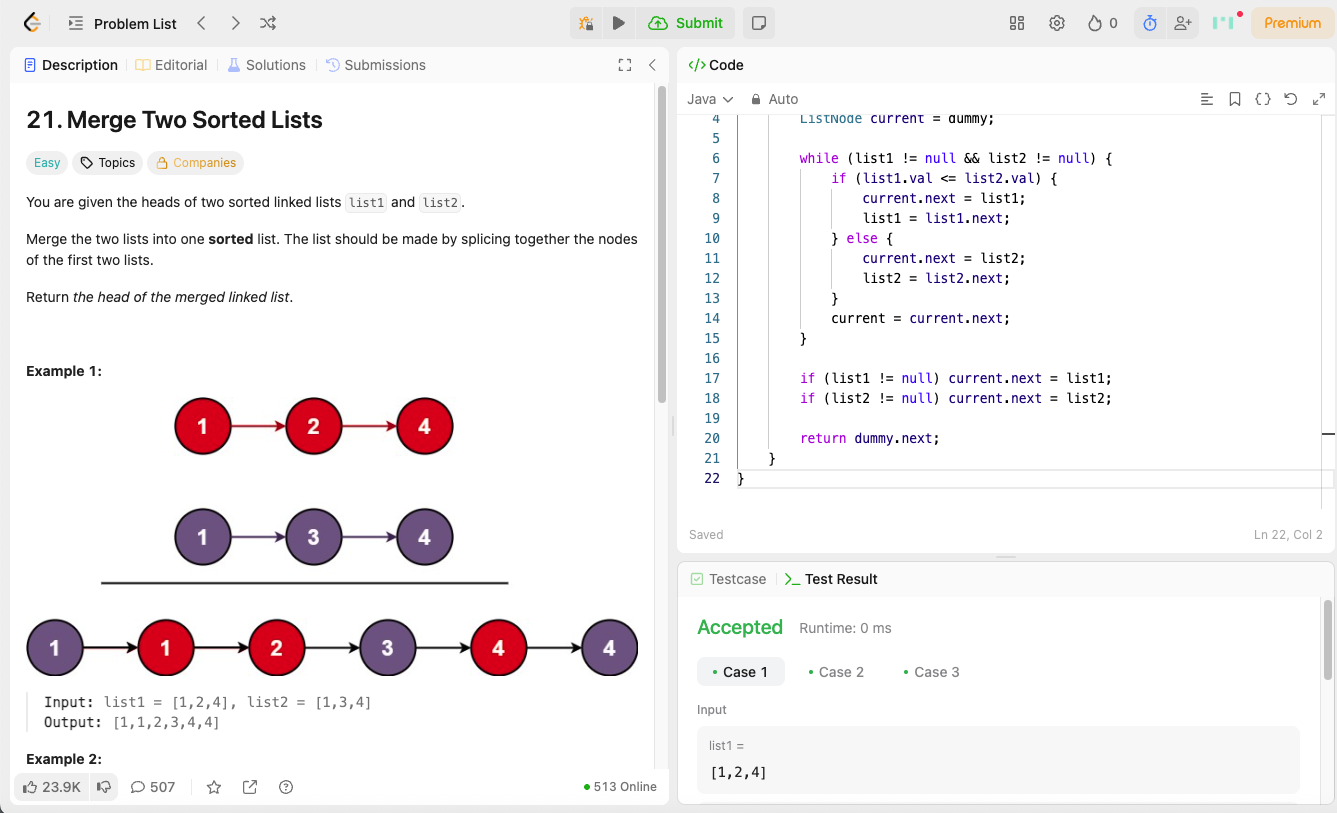 Problem List
Submit
0
Premium
Description
Editorial
Solutions
Submissions
21. Merge Two Sorted Lists
Easy
Topics
Companies
You are given the heads of two sorted linked lists list1 and list2.
Merge the two lists into one sorted list. The list should be made by splicing together the nodes
of the first two lists.
Return the head of the merged linked list.
Example 1:
1 2 4
1 3 4
1 1 2 3 4 4
Input: list1 = [1,2,4], list2 = [1,3,4]
Output: [1,1,2,3,4,4]
Example 2:
23.9K
507
513 Online
</> Code
Java
Auto
4 ListNode current = dummy;
5
6 while (list1 != null && list2 != null) {
7 if (list1.val <= list2.val) {
8 current.next = list1;
9 list1 = list1.next;
10 } else {
11 current.next = list2;
12 list2 = list2.next;
13 }
14 current = current.next;
15 }
16
17 if (list1 != null) current.next = list1;
18 if (list2 != null) current.next = list2;
19
20 return dummy.next;
21 }
22 }
Saved
Ln 22, Col 2
Testcase
Test Result
Accepted
Runtime: 0 ms
Case 1
Case 2
Case 3
Input
list1 =
[1,2,4]